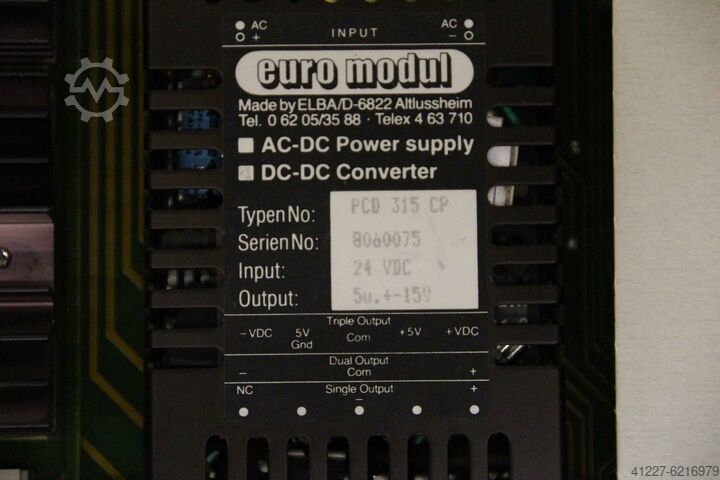 AC AC
+ INPUT −
euro modul
Made by ELBA/D-6822 Altlussheim
Tel. 0 62 05/35 88 · Telex 4 63 710
AC-DC Power supply
DC-DC Converter
Typen No: PCD 315 CP
Serien No: 8060075
Input: 24 VDC
Output: 5u.+-15V
Triple Output
−VDC 5V Gnd Com +5V +VDC
Dual Output
− Com +
NC Single Output +
−
41227-6216979